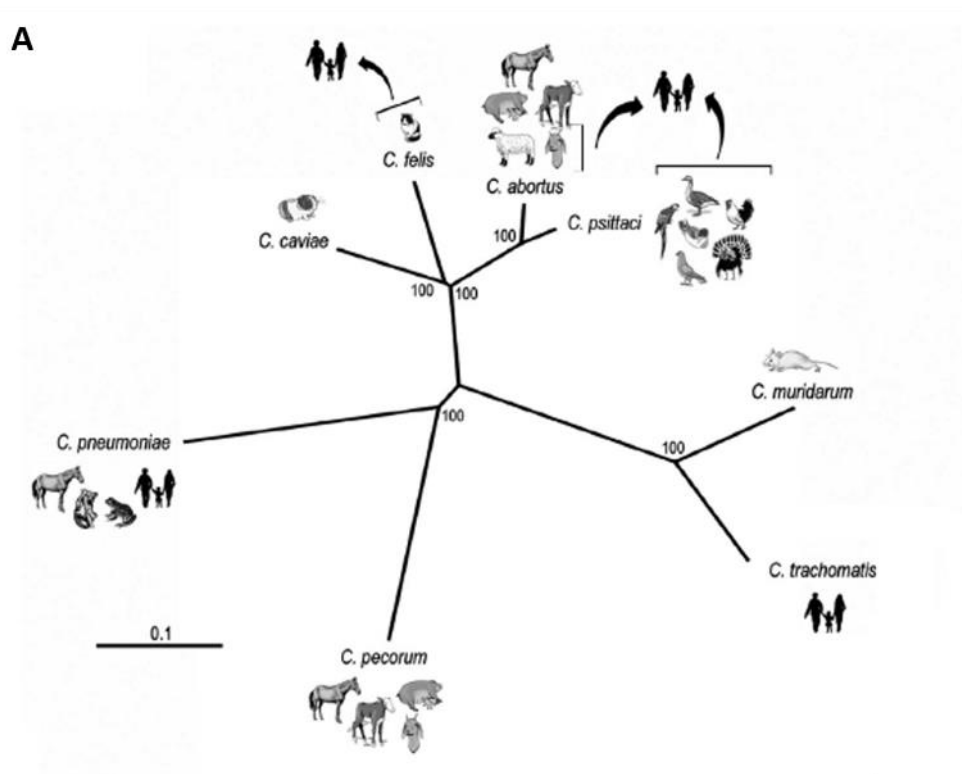 A
C. felis
C. abortus
C. psittaci
C. caviae
100
100
100
C. muridarum
100
C. pneumoniae
100
C. trachomatis
0.1
C. pecorum